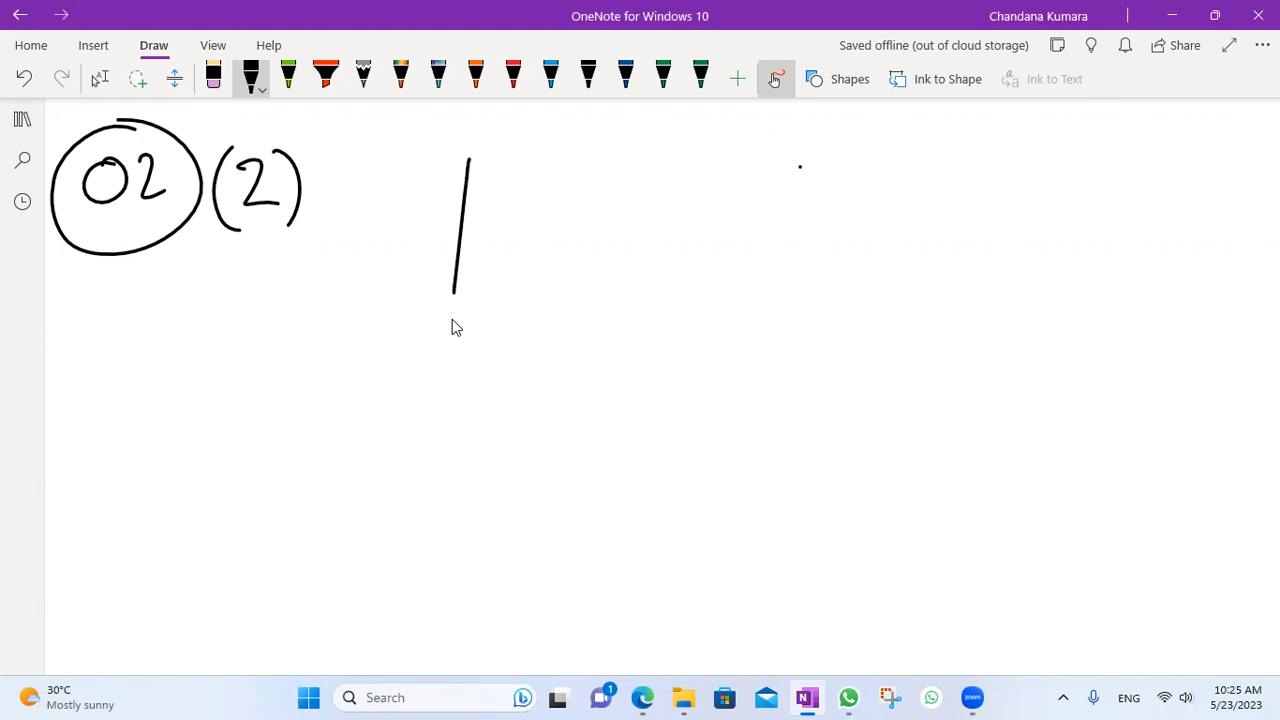 OneNote for Windows 10
Chandana Kumara
Home Insert Draw View Help
Saved offline (out of cloud storage)
Share
Shapes
Ink to Shape
Ink to Text
02 (2)
30°C
Mostly sunny
Search
1
zoom
ENG
10:25 AM
5/23/2023